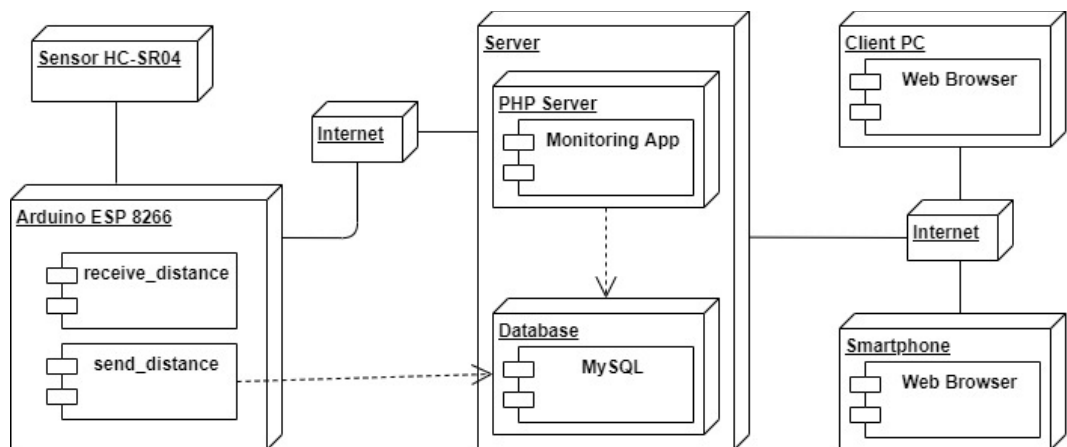 Sensor HC-SR04
Internet
Arduino ESP 8266
receive_distance
send_distance
Server
PHP Server
Monitoring App
Database
MySQL
Client PC
Web Browser
Internet
Smartphone
Web Browser